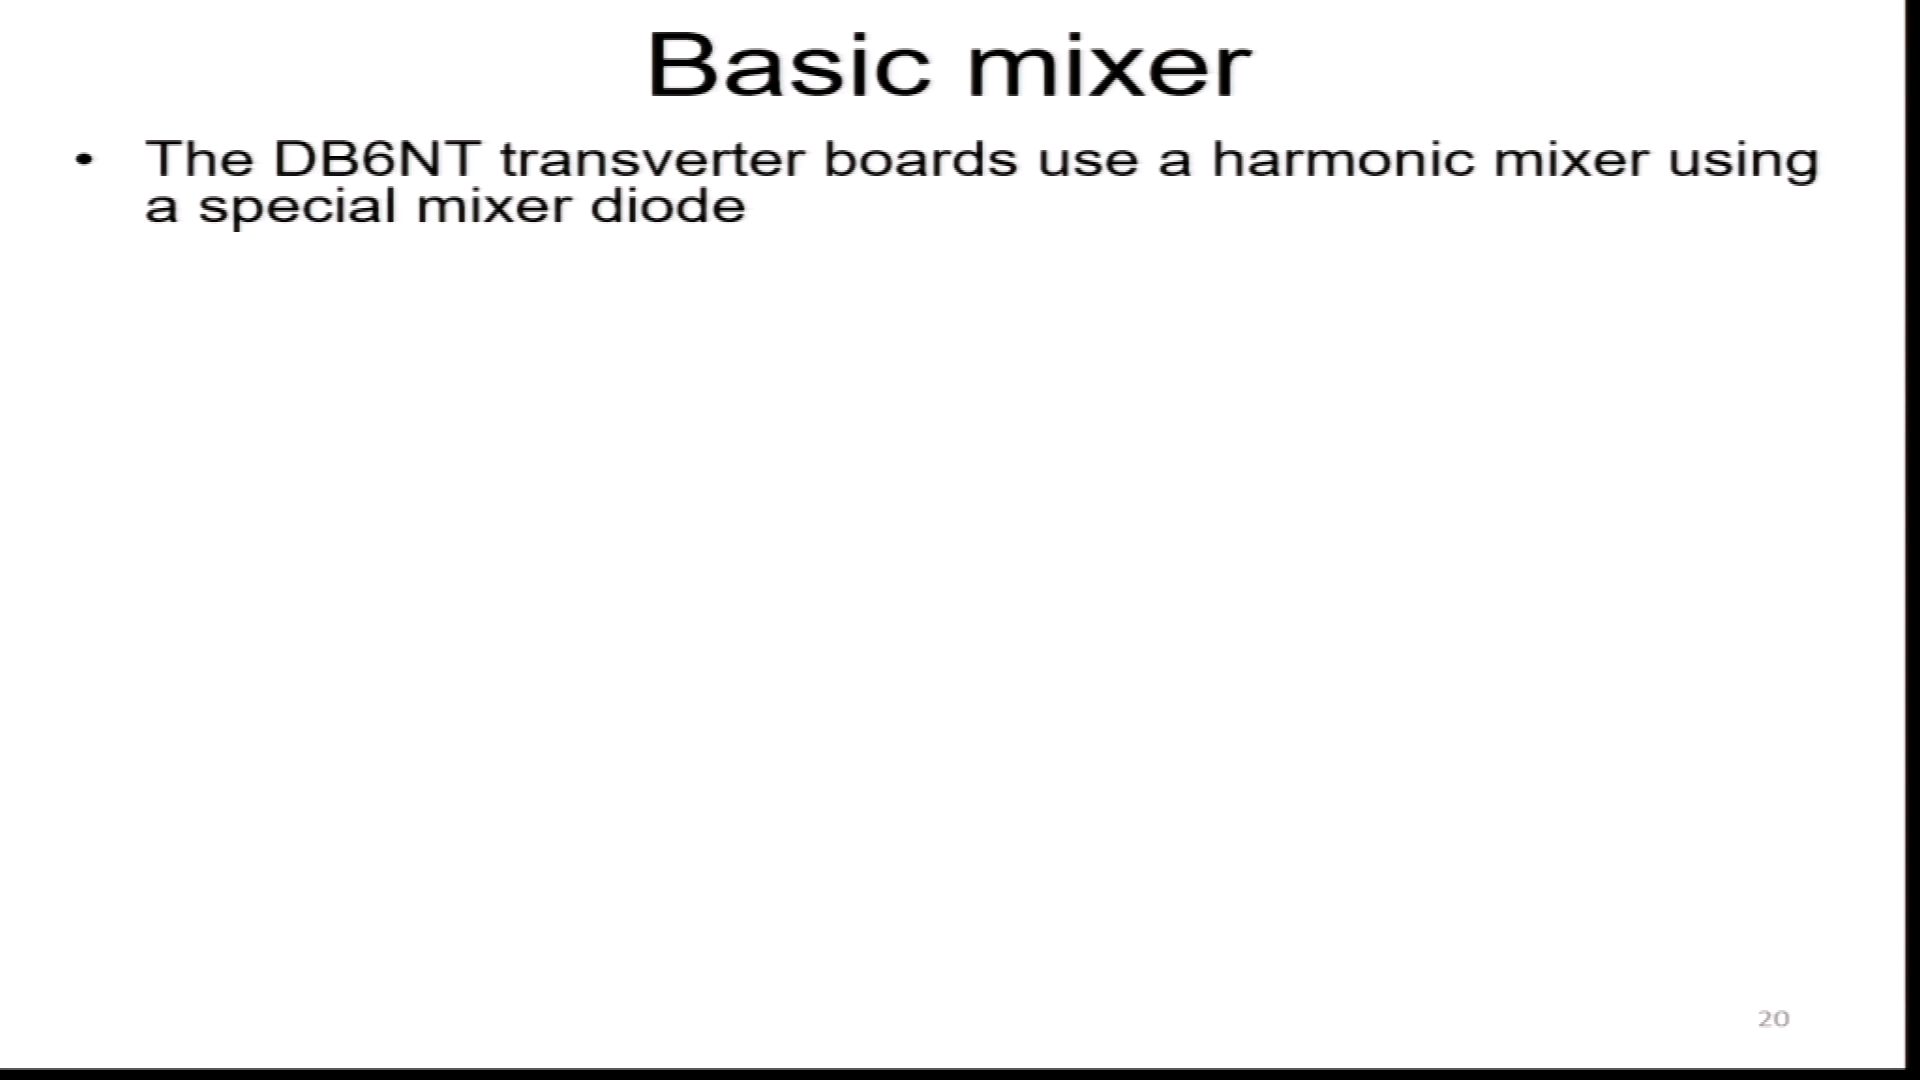 Basic mixer
• The DB6NT transverter boards use a harmonic mixer using
a special mixer diode
20